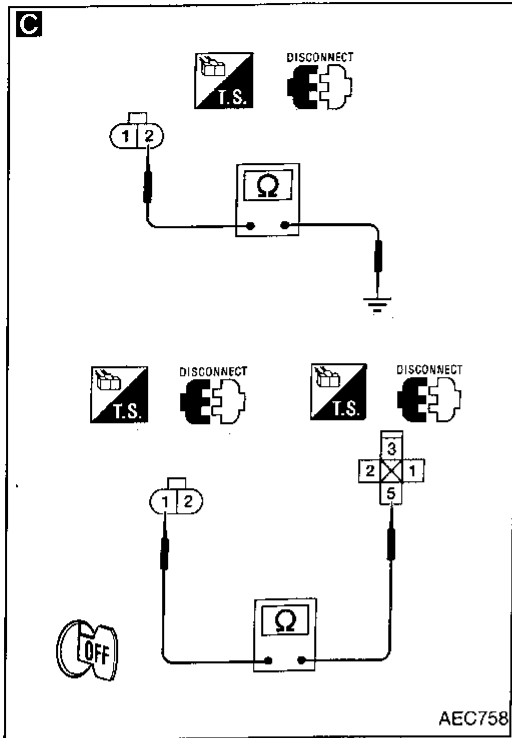 C
T.S.
DISCONNECT
1 2
Ω
T.S.
DISCONNECT
T.S.
DISCONNECT
3
2 1
5
1 2
Ω
OFF
AEC758